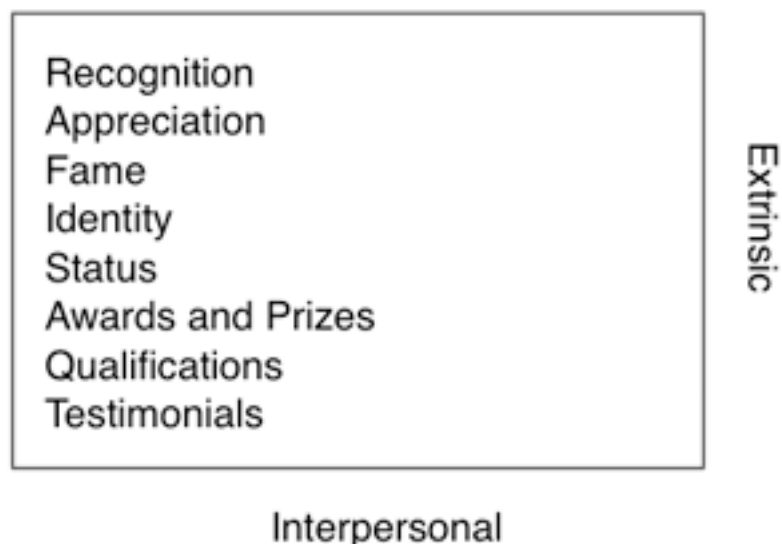 Recognition
Appreciation
Fame
Identity
Status
Awards and Prizes
Qualifications
Testimonials
Extrinsic
Interpersonal